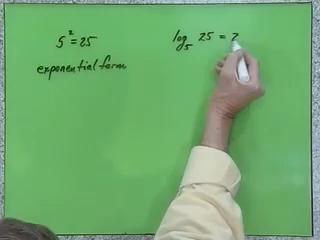 5² = 25
exponential form
log₅ 25 = 2